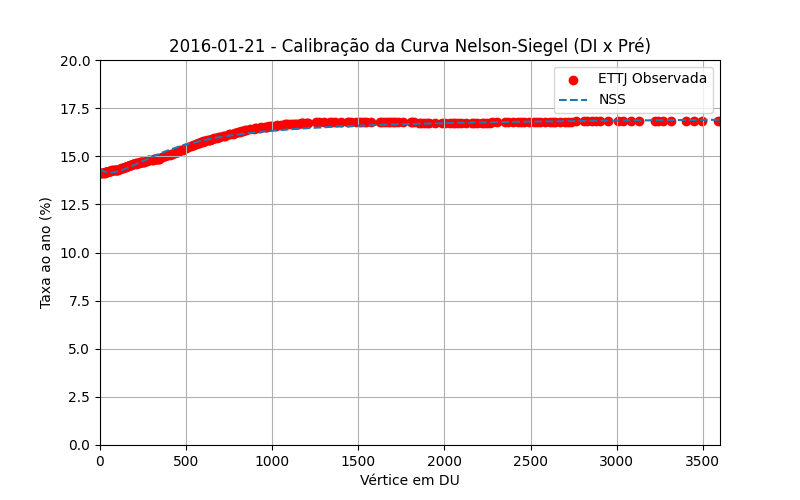 2016-01-21 - Calibração da Curva Nelson-Siegel (DI x Pré)
ETTJ Observada
NSS
Taxa ao ano (%)
20.0
17.5
15.0
12.5
10.0
7.5
5.0
2.5
0.0
0 500 1000 1500 2000 2500 3000 3500
Vértice em DU